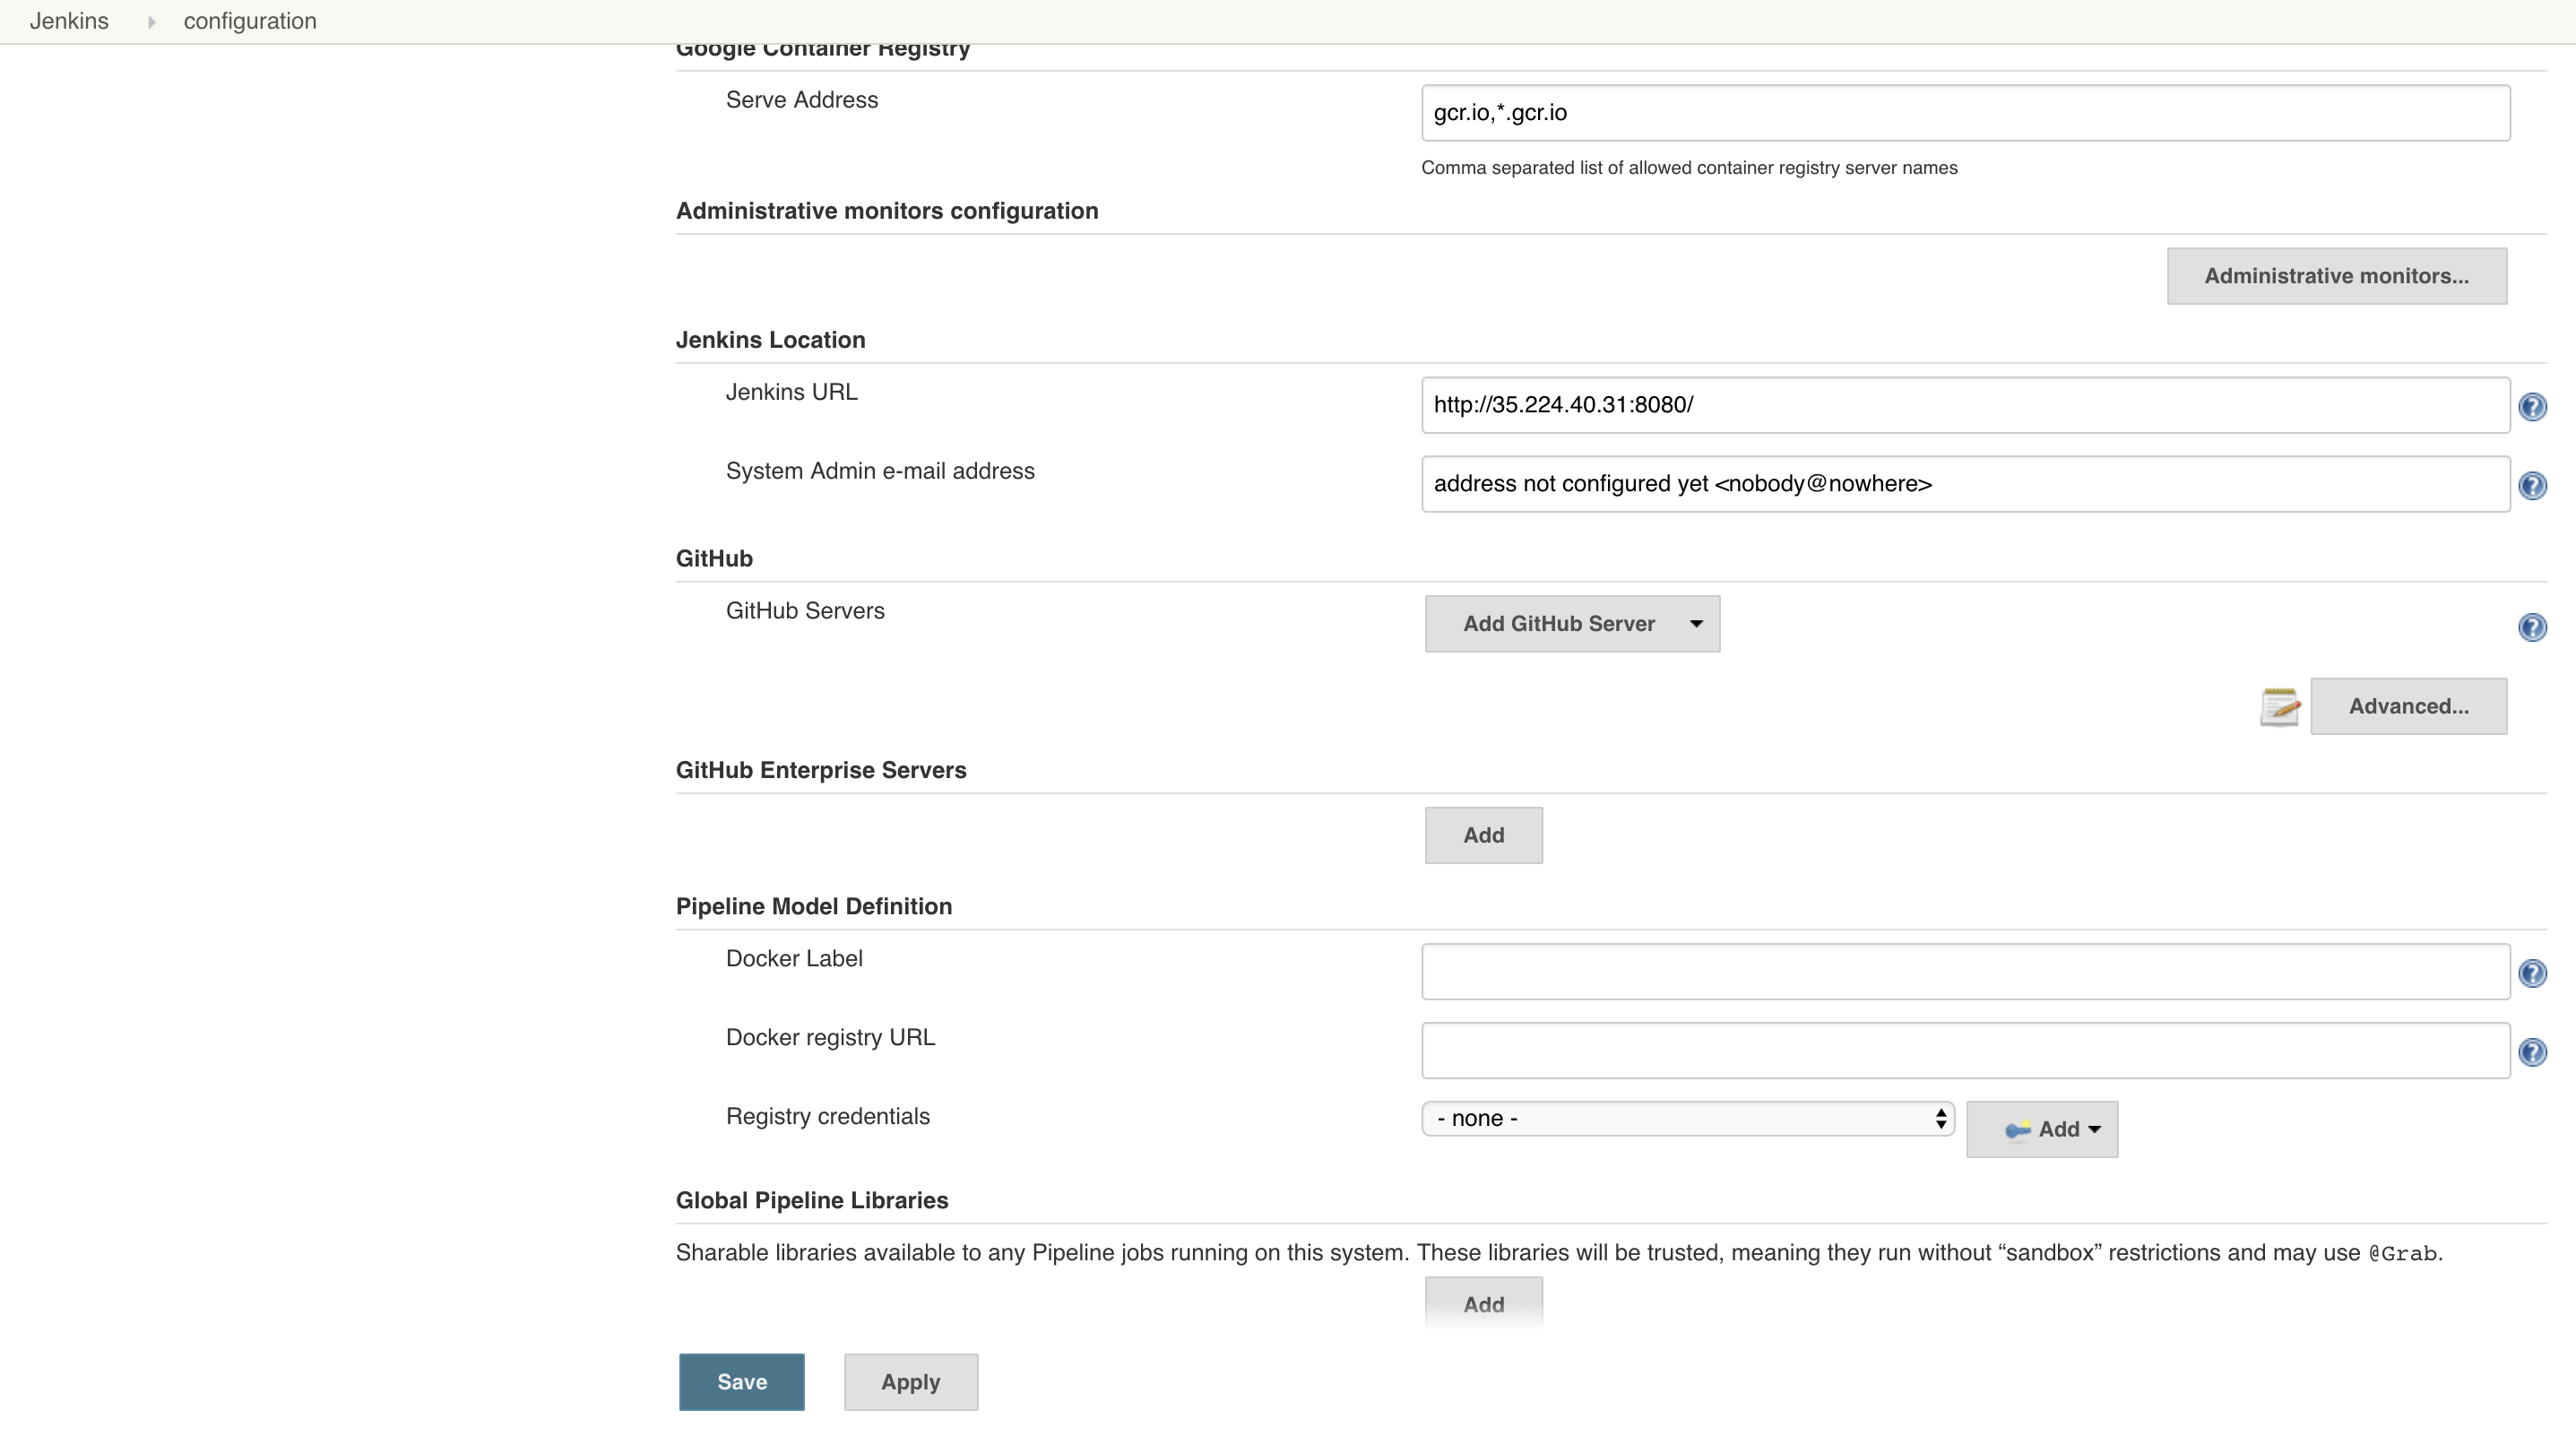 Jenkins configuration
Google Container Registry
Serve Address
gcr.io,*.gcr.io
Comma separated list of allowed container registry server names
Administrative monitors configuration
Administrative monitors...
Jenkins Location
Jenkins URL
http://35.224.40.31:8080/
System Admin e-mail address
address not configured yet <nobody@nowhere>
GitHub
GitHub Servers
Add GitHub Server
Advanced...
GitHub Enterprise Servers
Add
Pipeline Model Definition
Docker Label
Docker registry URL
Registry credentials
- none -
Add
Global Pipeline Libraries
Sharable libraries available to any Pipeline jobs running on this system. These libraries will be trusted, meaning they run without “sandbox” restrictions and may use @Grab.
Add
Save Apply